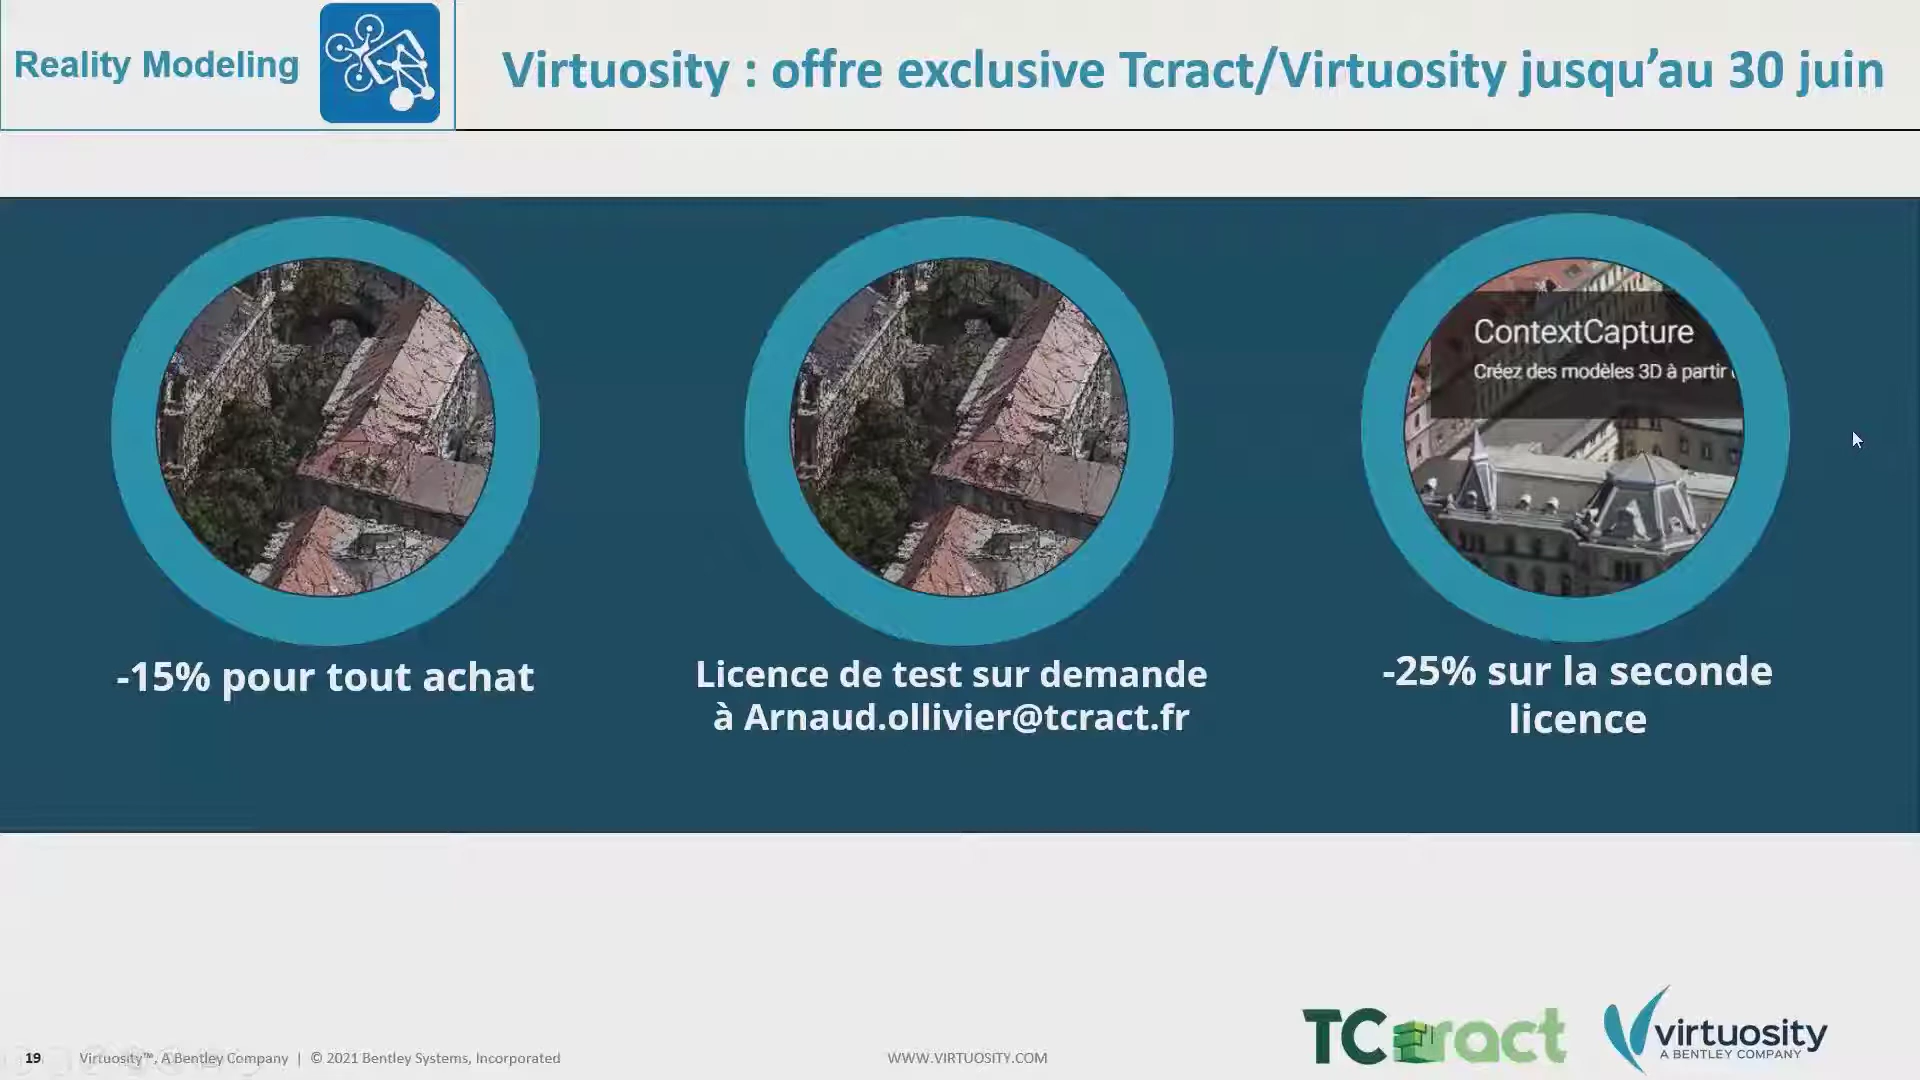 Reality Modeling
Virtuosity : offre exclusive Tcract/Virtuosity jusqu’au 30 juin
ContextCapture
Créez des modèles 3D à partir
-15% pour tout achat
Licence de test sur demande
à Arnaud.ollivier@tcract.fr
-25% sur la seconde
licence
19
Virtuosity™, A Bentley Company | © 2021 Bentley Systems, Incorporated
WWW.VIRTUOSITY.COM
TCract
virtuosity
A BENTLEY COMPANY